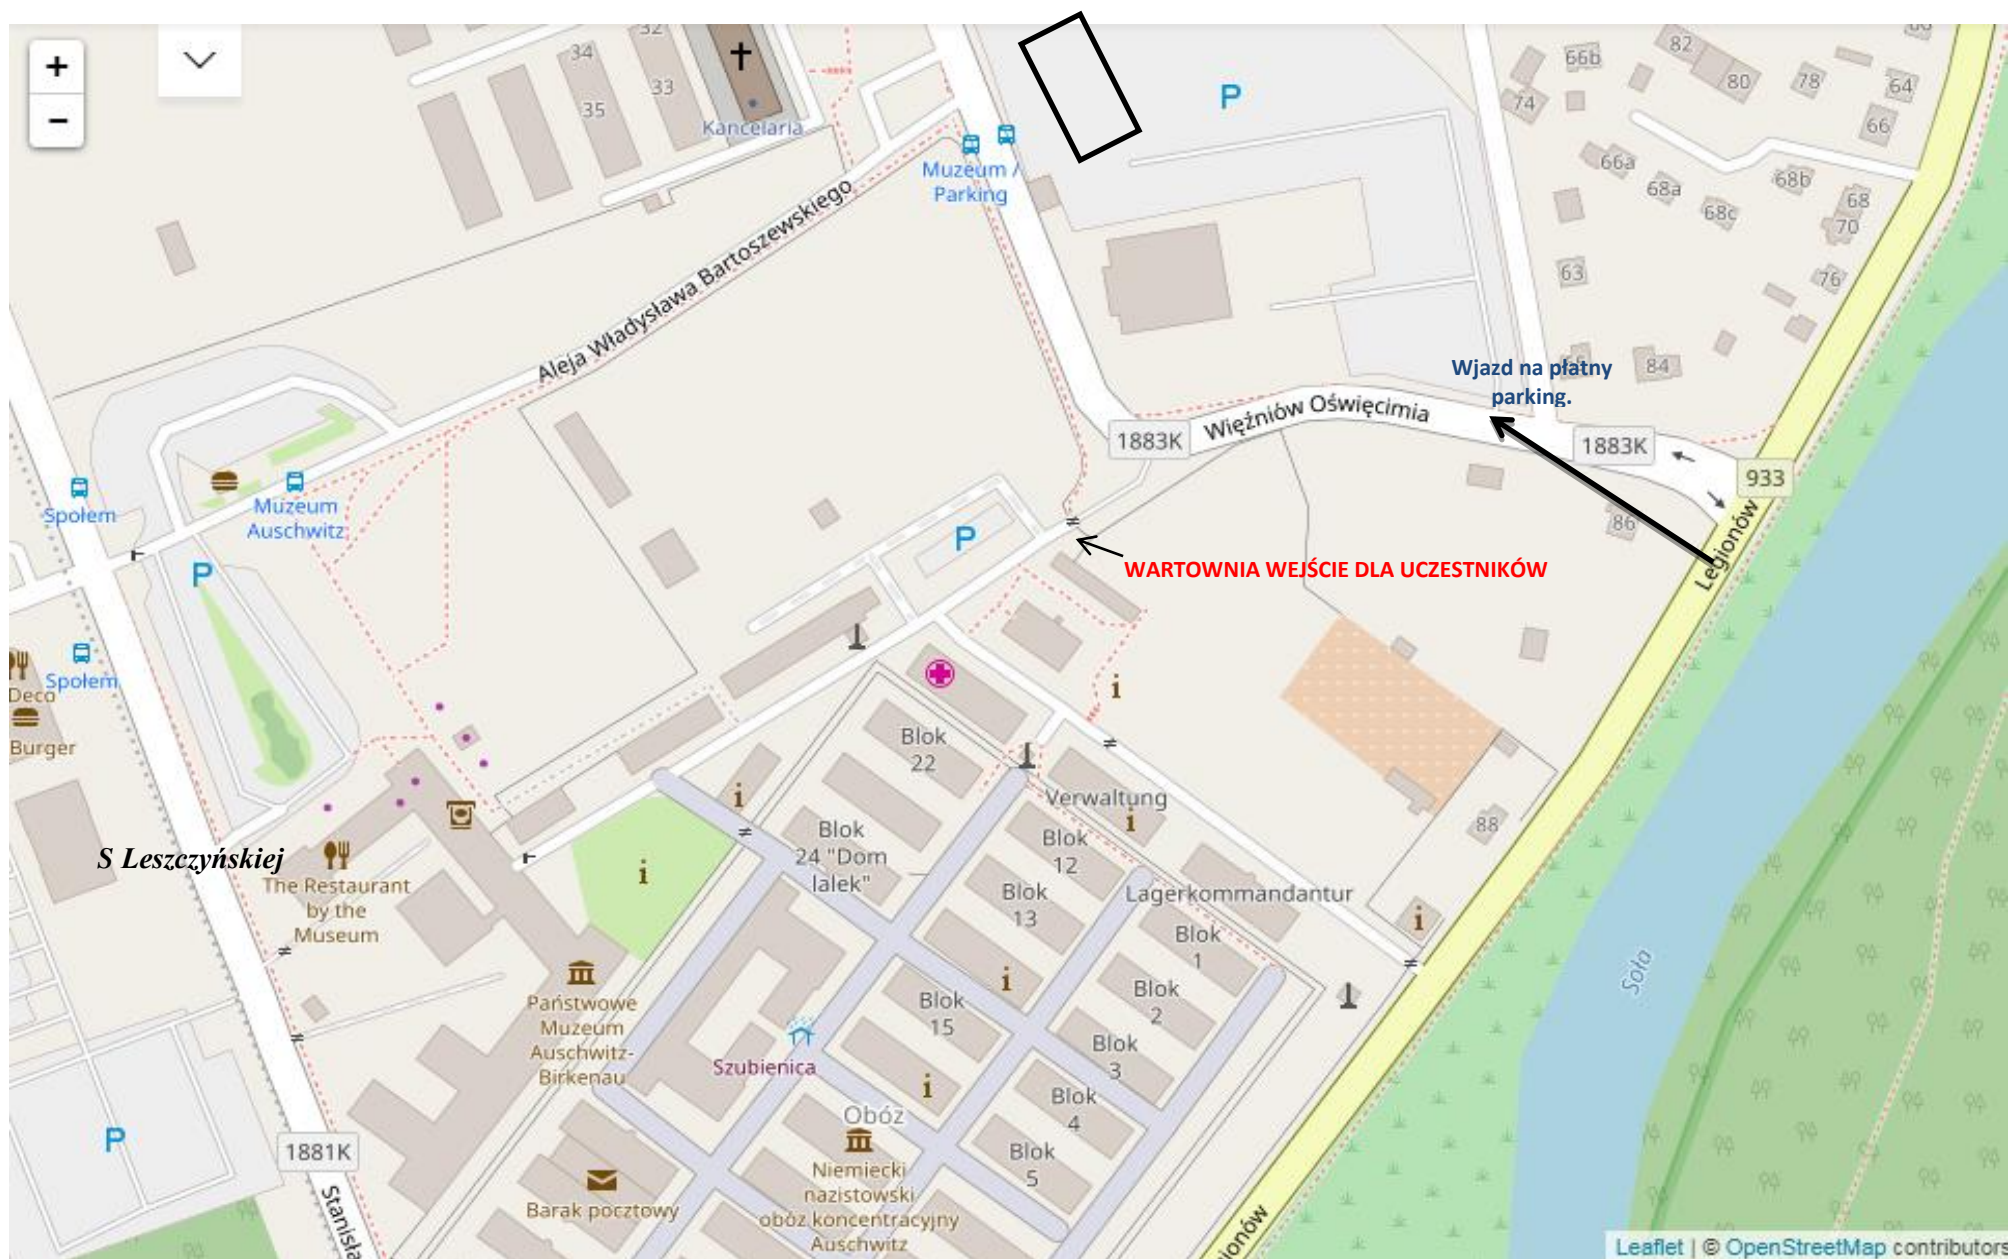 +
−
34
32
33
35
Kancelaria
P
66b
82
80
78
64
66
74
66a
68a
68b
68c
68
70
76
63
84
Muzeum /
Parking
Aleja Władysława Bartoszewskiego
Wjazd na płatny
parking.
Więźniów Oświęcimia
1883K
1883K
933
Legionów
86
Społem
Muzeum
Auschwitz
P
P
WARTOWNIA WEJŚCIE DLA UCZESTNIKÓW
Społem
Deco
Burger
i
Blok
22
i
Verwaltung
i
88
Blok
24 "Dom
lalek"
Blok
12
S Leszczyńskiej
The Restaurant
by the
Museum
i
Blok
13
Lagerkommandantur
i
Blok
1
Państwowe
Muzeum
Auschwitz-
Birkenau
i
Blok
15
Blok
2
Soła
Szubienica
Blok
3
i
Obóz
Blok
4
P
1881K
Blok
5
Niemiecki
nazistowski
obóz koncentracyjny
Auschwitz
Barak pocztowy
Stanisła
ionów
Leaflet | © OpenStreetMap contributors